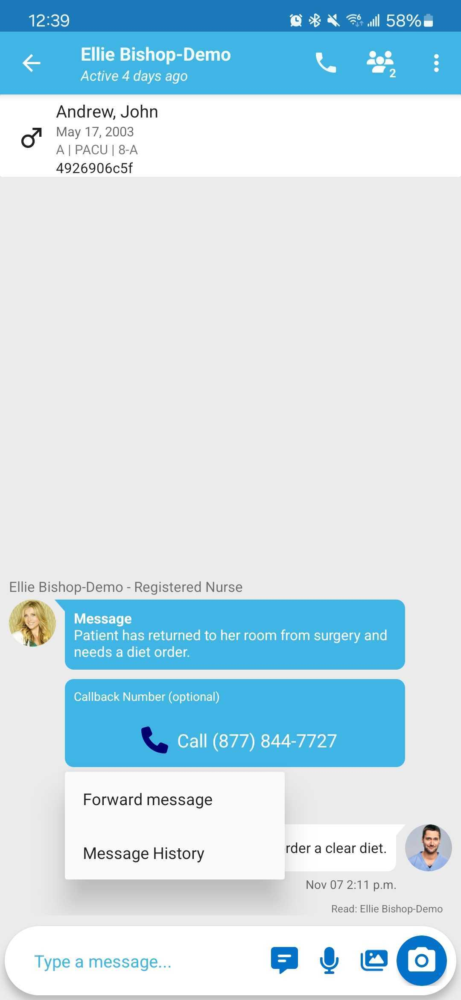 12:39
58%
Ellie Bishop-Demo
Active 4 days ago
2
Andrew, John
May 17, 2003
A | PACU | 8-A
4926906c5f
Ellie Bishop-Demo - Registered Nurse
Message
Patient has returned to her room from surgery and
needs a diet order.
Callback Number (optional)
Call (877) 844-7727
Forward message
Message History
rder a clear diet.
Nov 07 2:11 p.m.
Read: Ellie Bishop-Demo
Type a message...